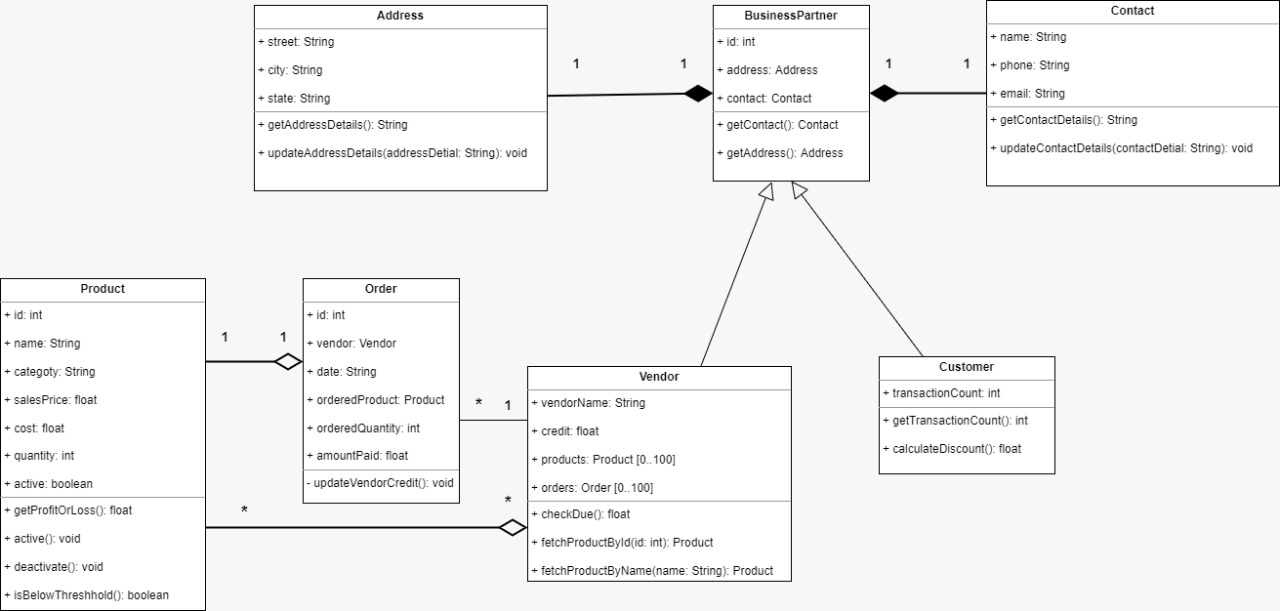 Address
+ street: String
+ city: String
+ state: String
+ getAddressDetails(): String
+ updateAddressDetails(addressDetial: String): void
1
1
BusinessPartner
+ id: int
+ address: Address
+ contact: Contact
+ getContact(): Contact
+ getAddress(): Address
1
1
Contact
+ name: String
+ phone: String
+ email: String
+ getContactDetails(): String
+ updateContactDetails(contactDetial: String): void
Product
+ id: int
+ name: String
+ categoty: String
+ salesPrice: float
+ cost: float
+ quantity: int
+ active: boolean
+ getProfitOrLoss(): float
+ active(): void
+ deactivate(): void
+ isBelowThreshhold(): boolean
1
1
*
*
Order
+ id: int
+ vendor: Vendor
+ date: String
+ orderedProduct: Product
+ orderedQuantity: int
+ amountPaid: float
- updateVendorCredit(): void
*
1
Vendor
+ vendorName: String
+ credit: float
+ products: Product [0..100]
+ orders: Order [0..100]
+ checkDue(): float
+ fetchProductById(id: int): Product
+ fetchProductByName(name: String): Product
Customer
+ transactionCount: int
+ getTransactionCount(): int
+ calculateDiscount(): float